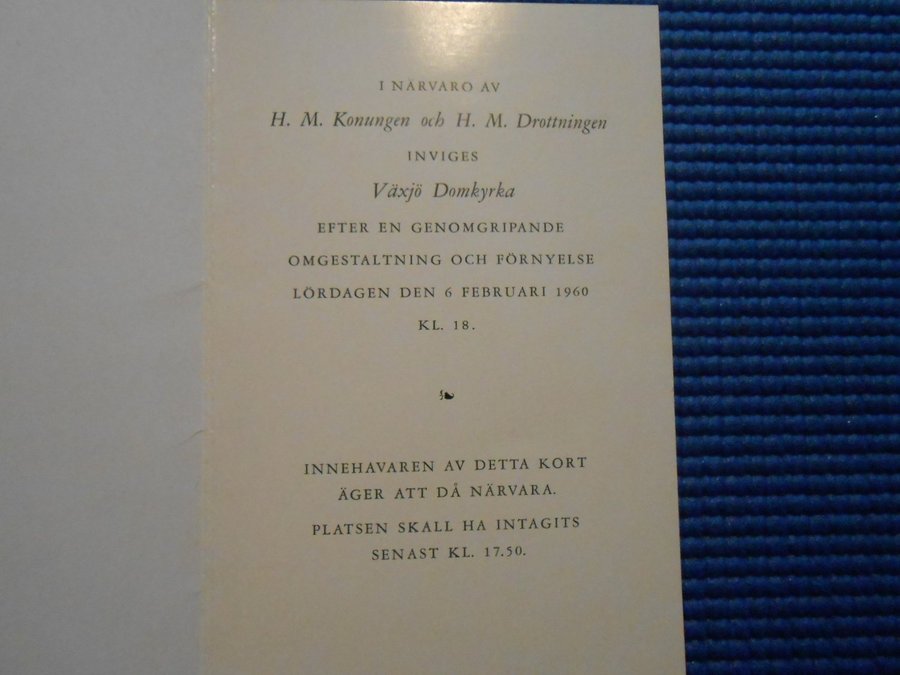 I NÄRVARO AV
H. M. Konungen och H. M. Drottningen
INVIGES
Växjö Domkyrka
EFTER EN GENOMGRIPANDE
OMGESTALTNING OCH FÖRNYELSE
LÖRDAGEN DEN 6 FEBRUARI 1960
KL. 18.
INNEHAVAREN AV DETTA KORT
ÄGER ATT DÅ NÄRVARA.
PLATSEN SKALL HA INTAGITS
SENAST KL. 17.50.